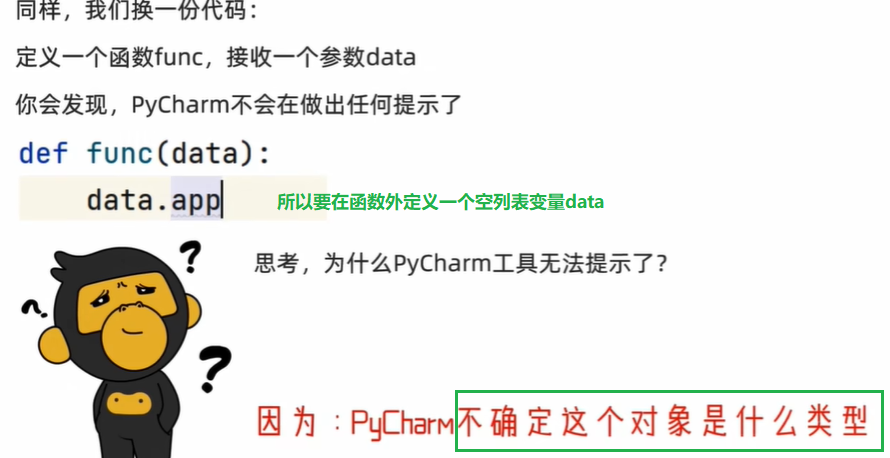 同样，我们换一份代码：
定义一个函数func，接收一个参数data
你会发现，PyCharm不会在做出任何提示了
def func(data):
data.app
所以要在函数外定义一个空列表变量data
思考，为什么PyCharm工具无法提示了？
?
?
?
因为：PyCharm不确定这个对象是什么类型